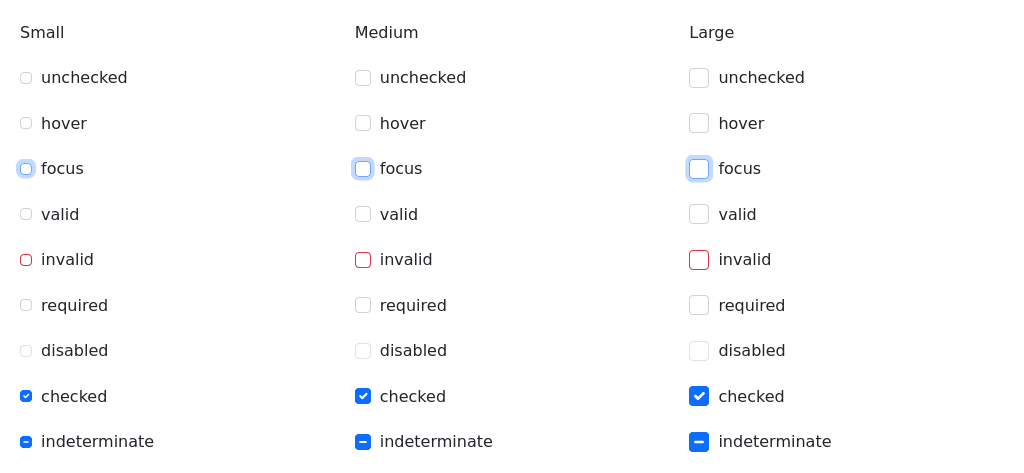 Small
unchecked
hover
focus
valid
invalid
required
disabled
checked
indeterminate
Medium
unchecked
hover
focus
valid
invalid
required
disabled
checked
indeterminate
Large
unchecked
hover
focus
valid
invalid
required
disabled
checked
indeterminate